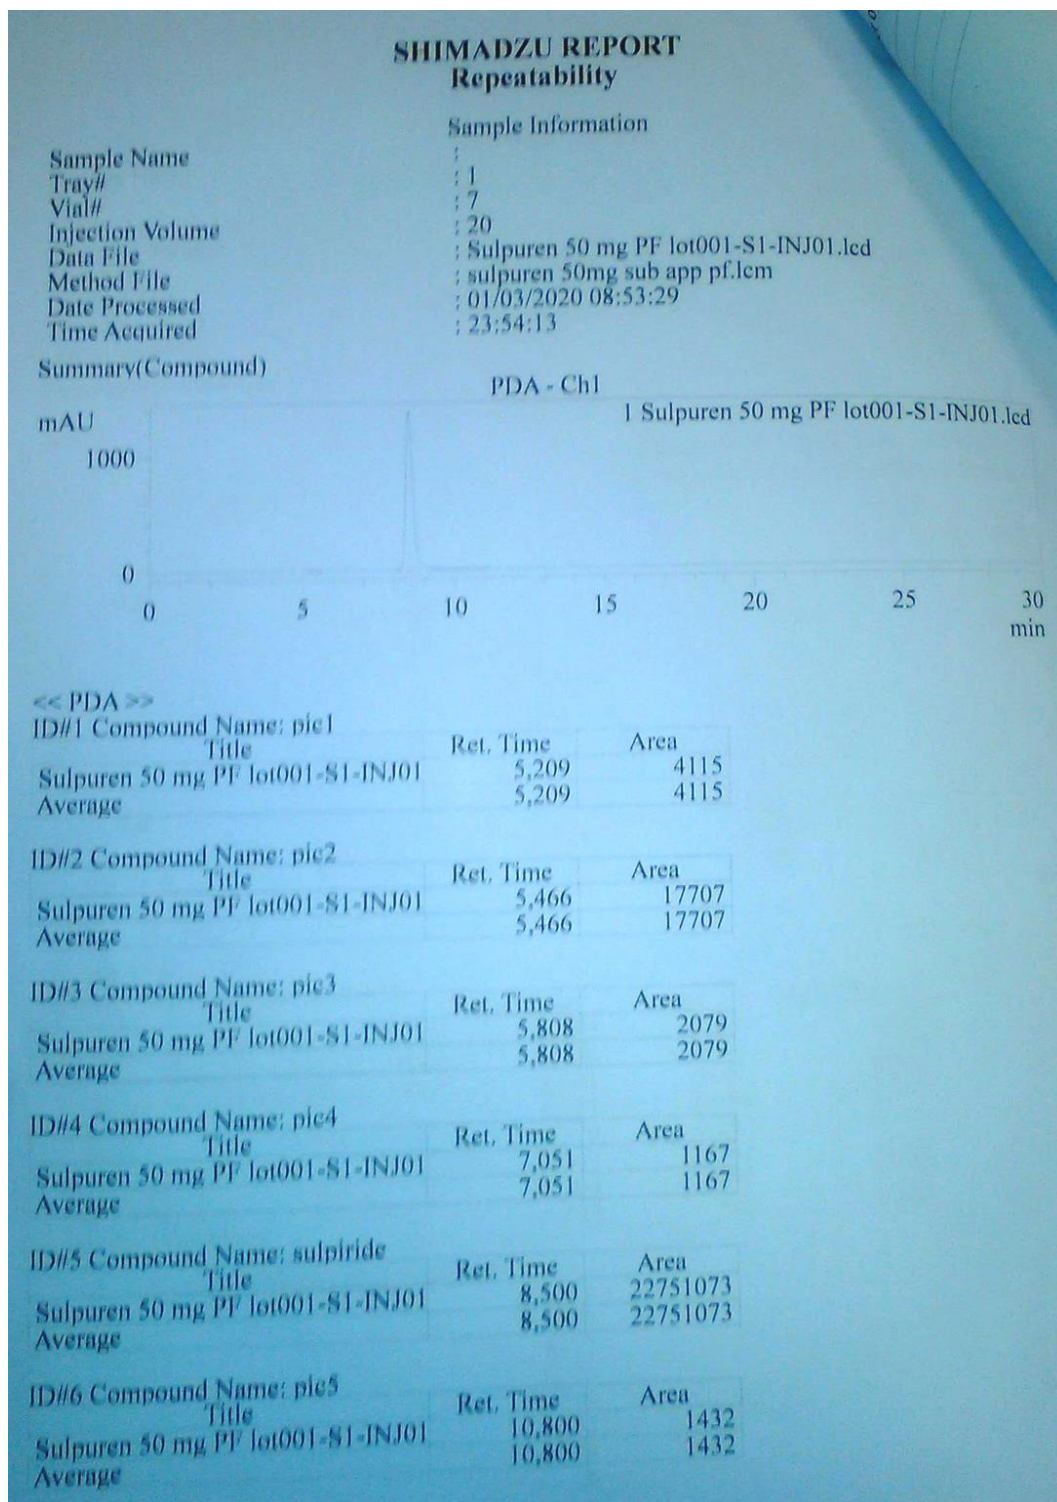 SHIMADZU REPORT
Repeatability
Sample Information
Sample Name :
Tray# : 1
Vial# : 7
Injection Volume : 20
Data File : Sulpuren 50 mg PF lot001-S1-INJ01.lcd
Method File : sulpuren 50mg sub app pf.lcm
Date Processed : 01/03/2020 08:53:29
Time Acquired : 23:54:13
Summary(Compound)
PDA - Ch1
mAU
1 Sulpuren 50 mg PF lot001-S1-INJ01.lcd
1000
0
0 5 10 15 20 25 30
min
<< PDA >>
ID#1 Compound Name: pic1
Title Ret. Time Area
Sulpuren 50 mg PF lot001-S1-INJ01 5,209 4115
Average 5,209 4115
ID#2 Compound Name: pic2
Title Ret. Time Area
Sulpuren 50 mg PF lot001-S1-INJ01 5,466 17707
Average 5,466 17707
ID#3 Compound Name: pic3
Title Ret. Time Area
Sulpuren 50 mg PF lot001-S1-INJ01 5,808 2079
Average 5,808 2079
ID#4 Compound Name: pic4
Title Ret. Time Area
Sulpuren 50 mg PF lot001-S1-INJ01 7,051 1167
Average 7,051 1167
ID#5 Compound Name: sulpiride
Title Ret. Time Area
Sulpuren 50 mg PF lot001-S1-INJ01 8,500 22751073
Average 8,500 22751073
ID#6 Compound Name: pic5
Title Ret. Time Area
Sulpuren 50 mg PF lot001-S1-INJ01 10,800 1432
Average 10,800 1432